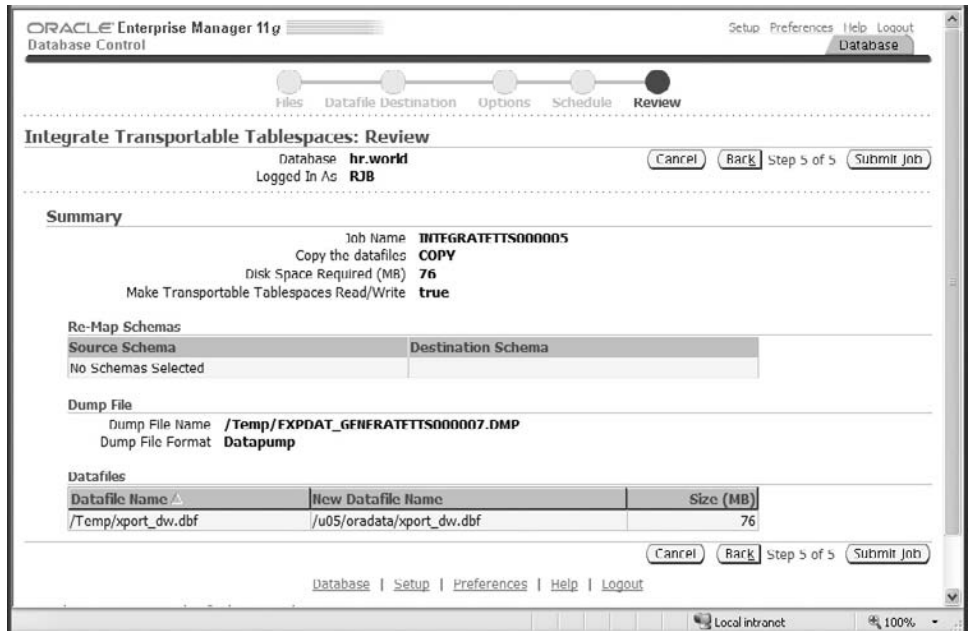 ORACLE Enterprise Manager 11g
Database Control
Setup Preferences Help Logout
Database
Files Datafile Destination Options Schedule Review
Integrate Transportable Tablespaces: Review
Database hr.world
Logged In As RJB
Cancel Back Step 5 of 5 Submit Job
Summary
Job Name INTEGRATETTS000005
Copy the datafiles COPY
Disk Space Required (MB) 76
Make Transportable Tablespaces Read/Write true
Re-Map Schemas
Source Schema Destination Schema
No Schemas Selected
Dump File
Dump File Name /Temp/EXPDAT_GENERATETTS000007.DMP
Dump File Format Datapump
Datafiles
Datafile Name New Datafile Name Size (MB)
/Temp/xport_dw.dbf /u05/oradata/xport_dw.dbf 76
Cancel Back Step 5 of 5 Submit Job
Database | Setup | Preferences | Help | Logout
Local intranet 100%